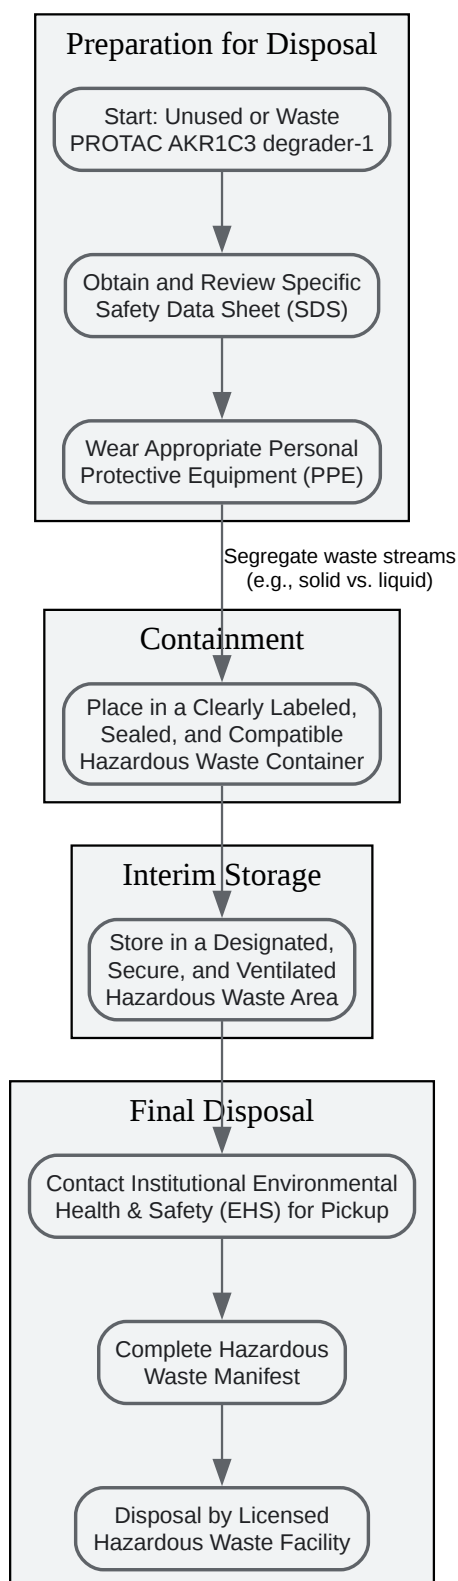 Preparation for Disposal
Start: Unused or Waste
PROTAC AKR1C3 degrader-1
Obtain and Review Specific
Safety Data Sheet (SDS)
Wear Appropriate Personal
Protective Equipment (PPE)
Segregate waste streams
(e.g., solid vs. liquid)
Containment
Place in a Clearly Labeled,
Sealed, and Compatible
Hazardous Waste Container
Interim Storage
Store in a Designated,
Secure, and Ventilated
Hazardous Waste Area
Final Disposal
Contact Institutional Environmental
Health & Safety (EHS) for Pickup
Complete Hazardous
Waste Manifest
Disposal by Licensed
Hazardous Waste Facility